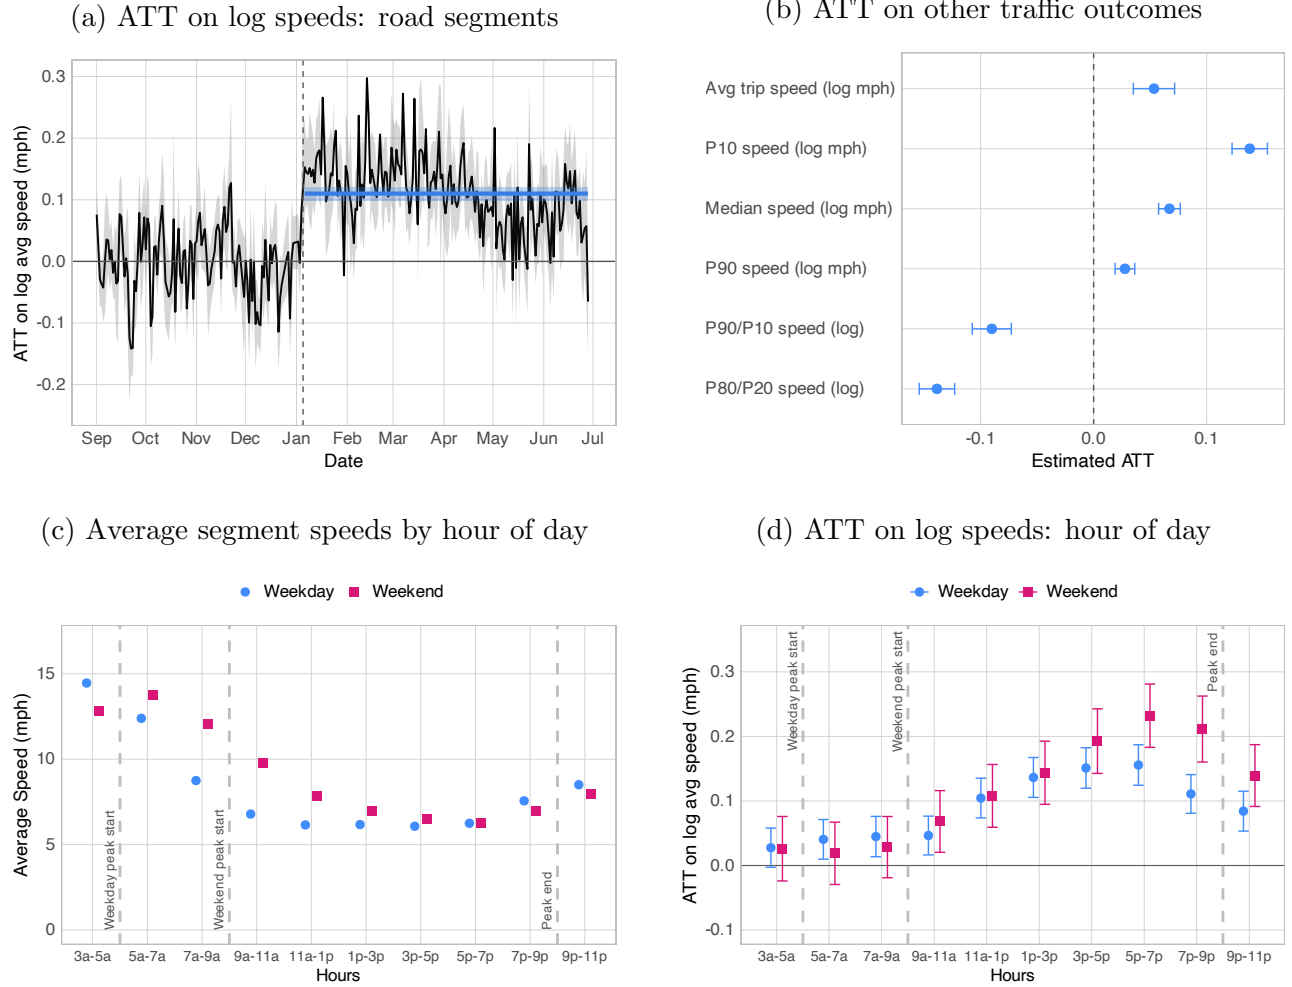 (a) ATT on log speeds: road segments
ATT on log avg speed (mph)
0.3
0.2
0.1
0.0
-0.1
-0.2
Sep Oct Nov Dec Jan Feb Mar Apr May Jun Jul
Date
(b) ATT on other traffic outcomes
Avg trip speed (log mph)
P10 speed (log mph)
Median speed (log mph)
P90 speed (log mph)
P90/P10 speed (log)
P80/P20 speed (log)
-0.1 0.0 0.1
Estimated ATT
(c) Average segment speeds by hour of day
Weekday Weekend
Average Speed (mph)
15
10
5
0
Weekday peak start
Weekend peak start
Peak end
3a-5a 5a-7a 7a-9a 9a-11a 11a-1p 1p-3p 3p-5p 5p-7p 7p-9p 9p-11p
Hours
(d) ATT on log speeds: hour of day
Weekday Weekend
ATT on log avg speed (mph)
0.3
0.2
0.1
0.0
-0.1
Weekday peak start
Weekend peak start
Peak end
3a-5a 5a-7a 7a-9a 9a-11a 11a-1p 1p-3p 3p-5p 5p-7p 7p-9p 9p-11p
Hours